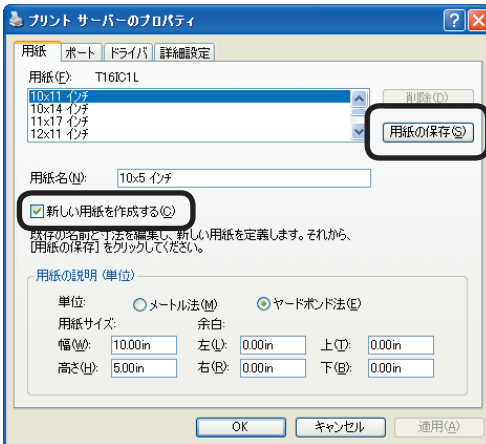 プリント サーバーのプロパティ
用紙 ポート ドライバ 詳細設定
用紙(F): T16IC1L
10x11 インチ
10x14 インチ
11x17 インチ
12x11 インチ
削除(D)
用紙の保存(S)
用紙名(N): 10x5 インチ
新しい用紙を作成する(C)
既存の名前と寸法を編集し、新しい用紙を定義します。それから、
[用紙の保存] をクリックしてください。
用紙の説明 (単位)
単位: メートル法(M) ヤードポンド法(E)
用紙サイズ: 余白:
幅(W): 10.00in 左(L): 0.00in 上(T): 0.00in
高さ(H): 5.00in 右(R): 0.00in 下(B): 0.00in
OK キャンセル 適用(A)